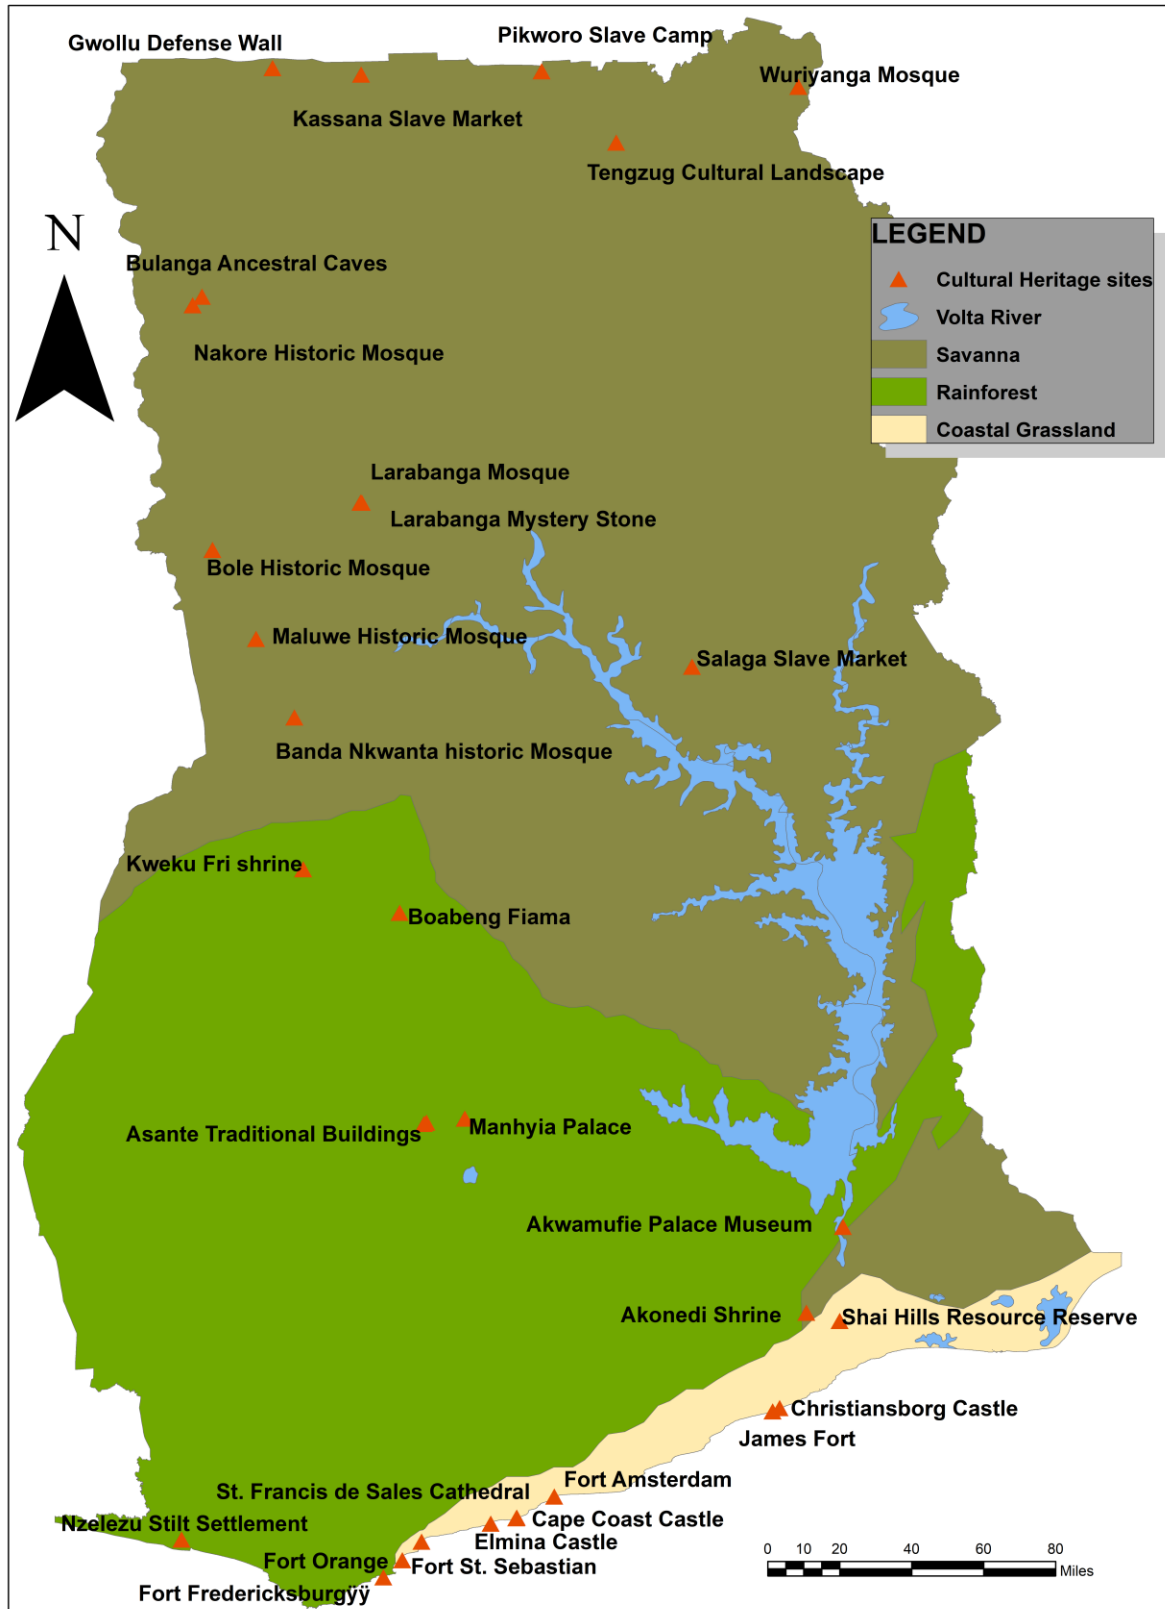 Gwollu Defense Wall
Pikworo Slave Camp
Wuriyanga Mosque
Kassana Slave Market
Tengzug Cultural Landscape
N
LEGEND
Cultural Heritage sites
Volta River
Savanna
Rainforest
Coastal Grassland
Bulanga Ancestral Caves
Nakore Historic Mosque
Larabanga Mosque
Larabanga Mystery Stone
Bole Historic Mosque
Maluwe Historic Mosque
Salaga Slave Market
Banda Nkwanta historic Mosque
Kweku Fri shrine
Boabeng Fiama
Asante Traditional Buildings
Manhyia Palace
Akwamufie Palace Museum
Akonedi Shrine
Shai Hills Resource Reserve
Christiansborg Castle
James Fort
Fort Amsterdam
St. Francis de Sales Cathedral
Cape Coast Castle
Nzelezu Stilt Settlement
Elmina Castle
Fort Orange
Fort St. Sebastian
Fort Fredericksburgÿÿ
0 10 20 40 60 80
Miles